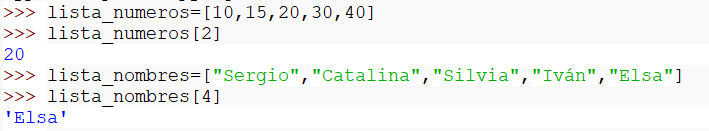 >>> lista_numeros=[10,15,20,30,40]
>>> lista_numeros[2]
20
>>> lista_nombres=["Sergio","Catalina","Silvia","Iván","Elsa"]
>>> lista_nombres[4]
'Elsa'